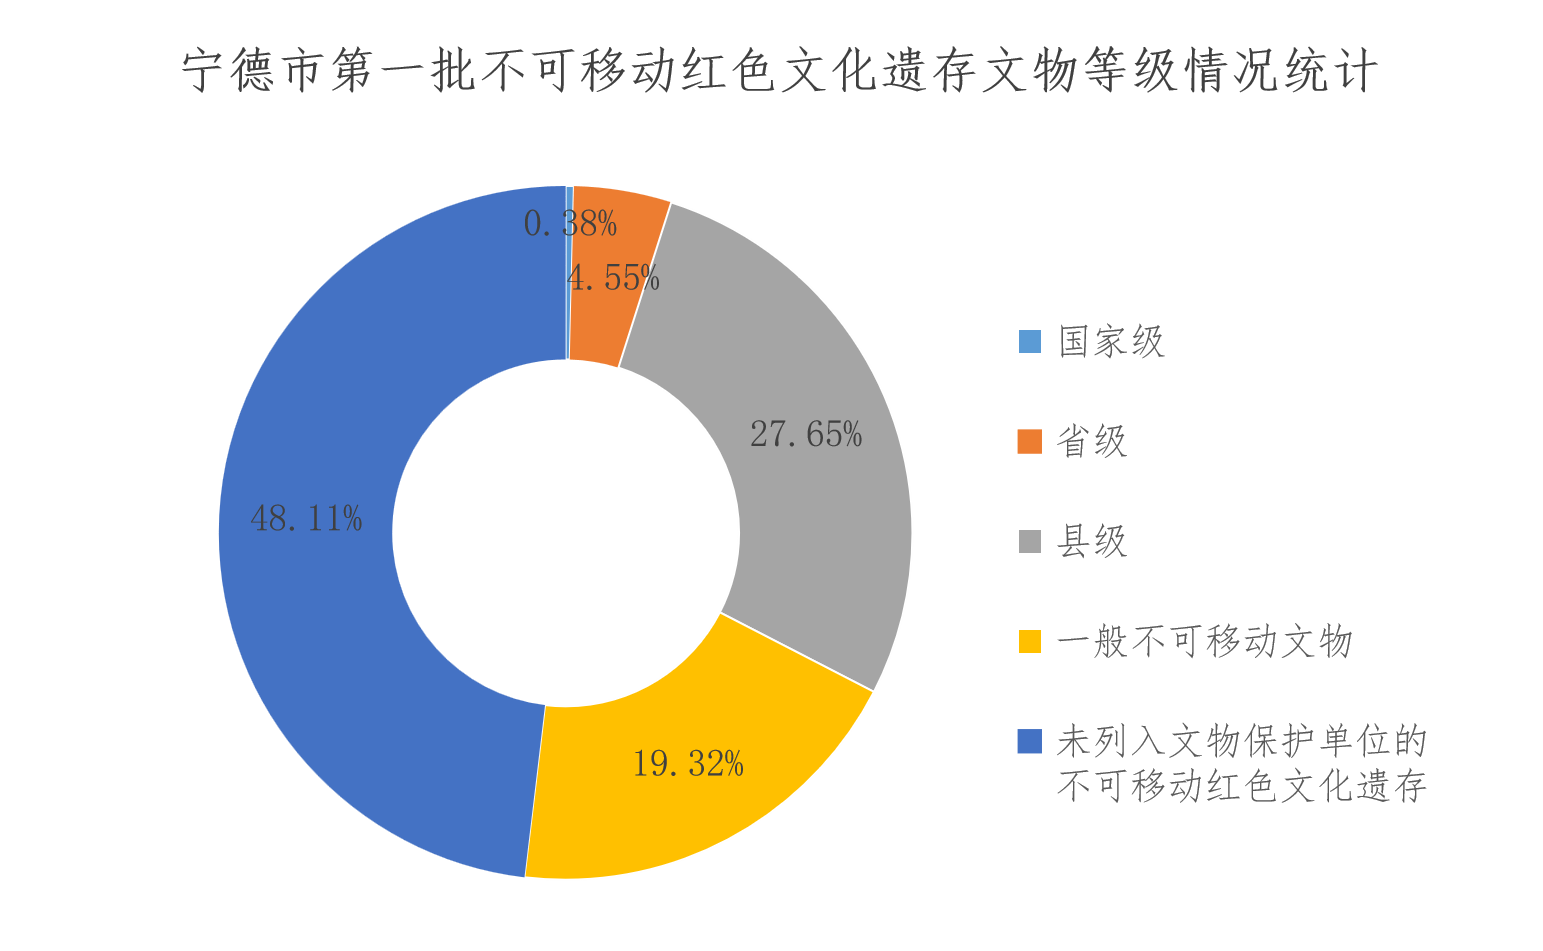 宁德市第一批不可移动红色文化遗存文物等级情况统计
0.38%
4.55%
27.65%
48.11%
19.32%
国家级
省级
县级
一般不可移动文物
未列入文物保护单位的
不可移动红色文化遗存